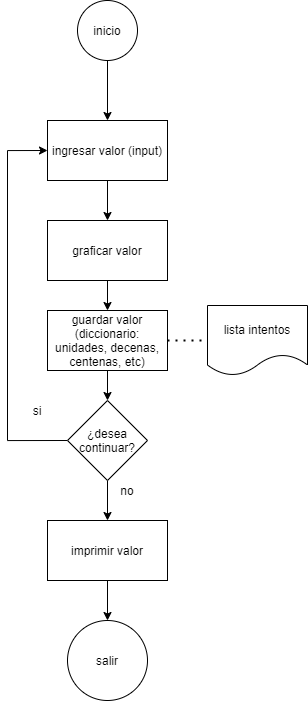 inicio
ingresar valor (input)
graficar valor
guardar valor
(diccionario:
unidades, decenas,
centenas, etc)
lista intentos
si
¿desea
continuar?
no
imprimir valor
salir